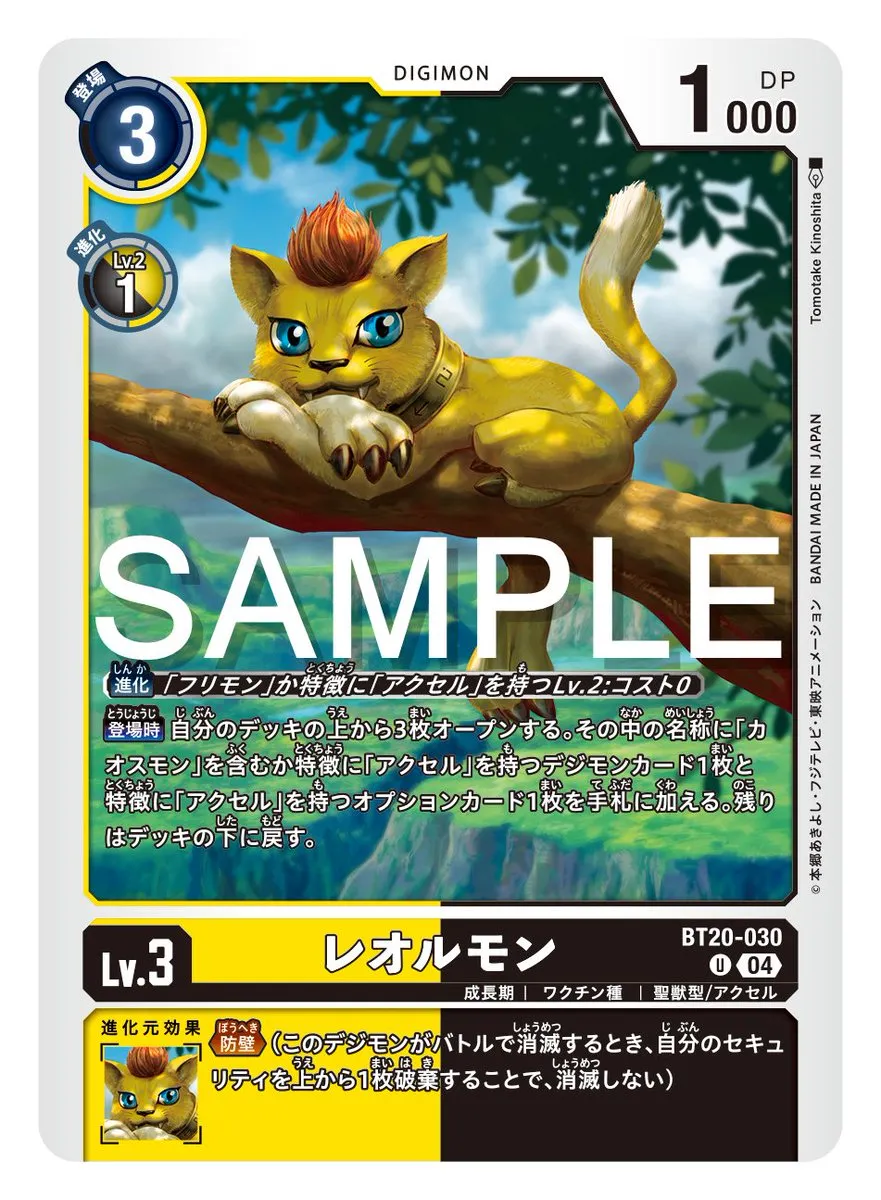 DIGIMON
登場
3
DP
1000
進化
Lv.2
1
Tomotake Kinoshita
BANDAI MADE IN JAPAN
©本郷あきよし・フジテレビ・東映アニメーション
SAMPLE
進化 「フリモン」か特徴に「アクセル」を持つLv.2:コスト0
登場時 自分のデッキの上から3枚オープンする。その中の名称に「カ
オスモン」を含むか特徴に「アクセル」を持つデジモンカード1枚と
特徴に「アクセル」を持つオプションカード1枚を手札に加える。残り
はデッキの下に戻す。
Lv.3
レオルモン
BT20-030
U 04
成長期 | ワクチン種 | 聖獣型/アクセル
進化元効果
防壁 (このデジモンがバトルで消滅するとき、自分のセキュ
リティを上から1枚破棄することで、消滅しない)